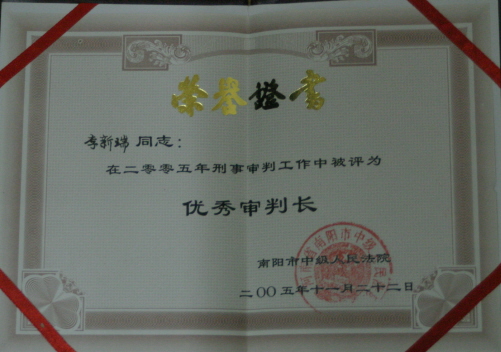 荣誉證書
李新瑞 同志：
在二零零五年刑事审判工作中被评为
优秀审判长
南阳市中级人民法院
二00五年十一月二十二日